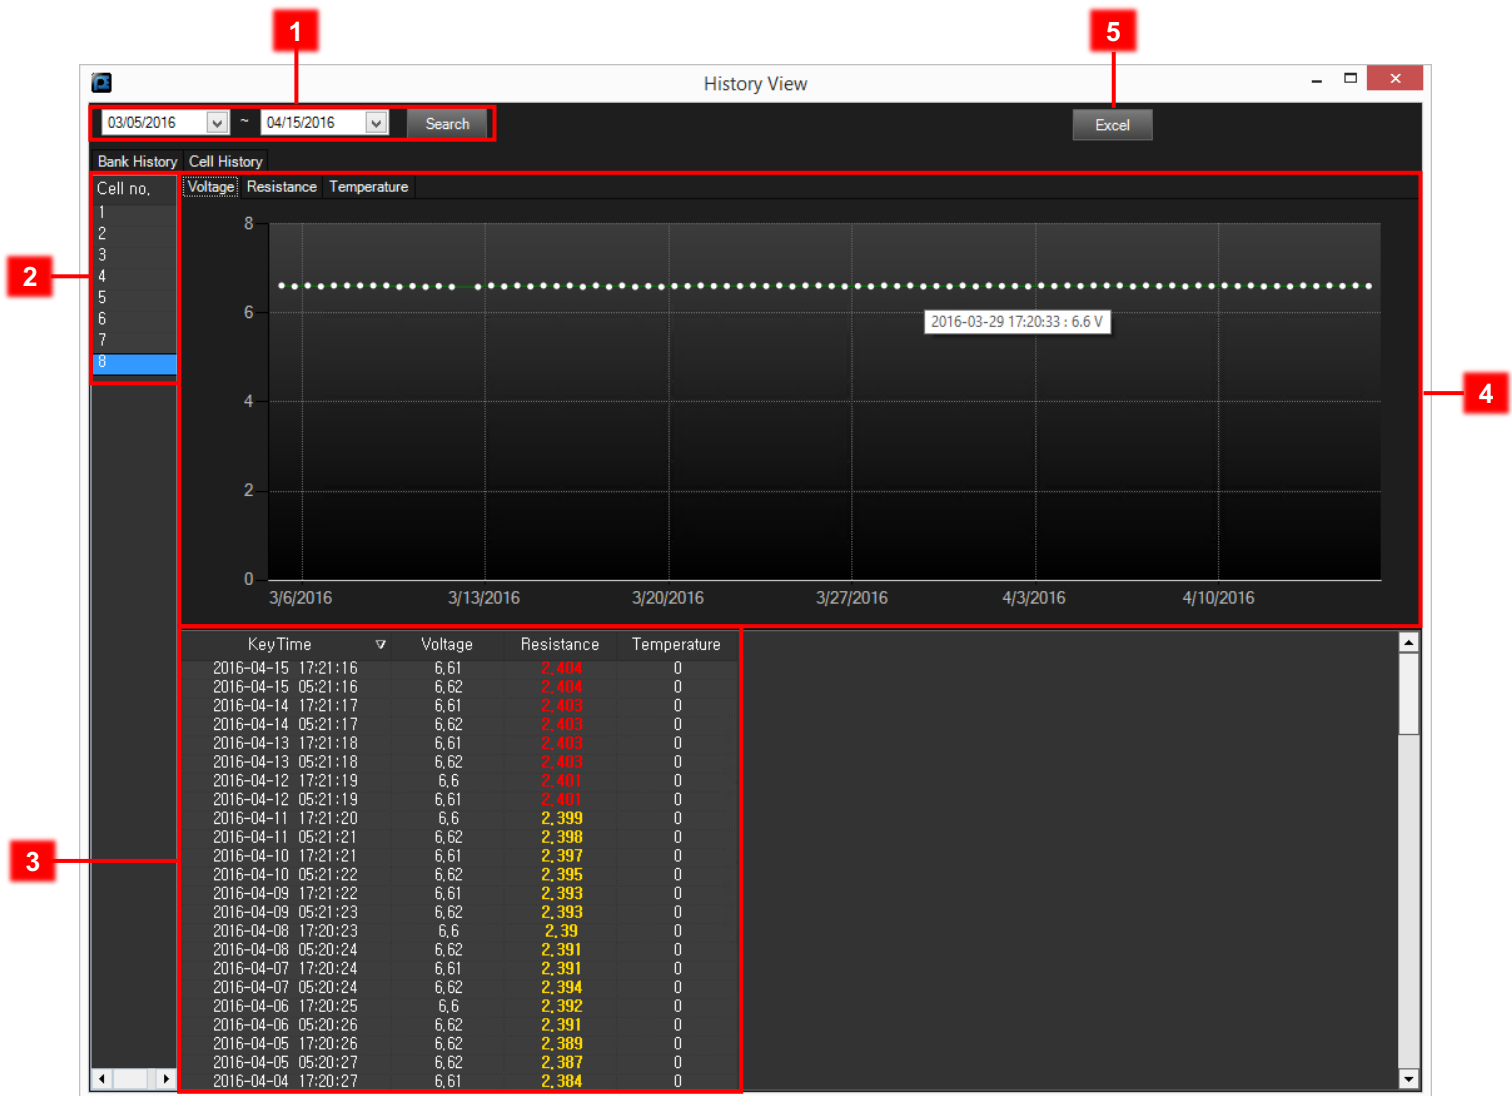 1
5
History View
03/05/2016 ~ 04/15/2016 Search
Excel
Bank History Cell History
Cell no.
1
2
3
4
5
6
7
8
2
Voltage Resistance Temperature
8
6
4
2
0
2016-03-29 17:20:33 : 6.6 V
3/6/2016 3/13/2016 3/20/2016 3/27/2016 4/3/2016 4/10/2016
4
KeyTime Voltage Resistance Temperature
2016-04-15 17:21:16 6.61 2.404 0
2016-04-15 05:21:16 6.62 2.404 0
2016-04-14 17:21:17 6.61 2.403 0
2016-04-14 05:21:17 6.62 2.403 0
2016-04-13 17:21:18 6.61 2.403 0
2016-04-13 05:21:18 6.62 2.403 0
2016-04-12 17:21:19 6.6 2.401 0
2016-04-12 05:21:19 6.61 2.401 0
2016-04-11 17:21:20 6.6 2.399 0
2016-04-11 05:21:21 6.62 2.398 0
2016-04-10 17:21:21 6.61 2.397 0
2016-04-10 05:21:22 6.62 2.395 0
2016-04-09 17:21:22 6.61 2.393 0
2016-04-09 05:21:23 6.62 2.393 0
2016-04-08 17:20:23 6.6 2.39 0
2016-04-08 05:20:24 6.62 2.391 0
2016-04-07 17:20:24 6.61 2.391 0
2016-04-07 05:20:24 6.62 2.394 0
2016-04-06 17:20:25 6.6 2.392 0
2016-04-06 05:20:26 6.62 2.391 0
2016-04-05 17:20:26 6.62 2.389 0
2016-04-05 05:20:27 6.62 2.387 0
2016-04-04 17:20:27 6.61 2.384 0
3